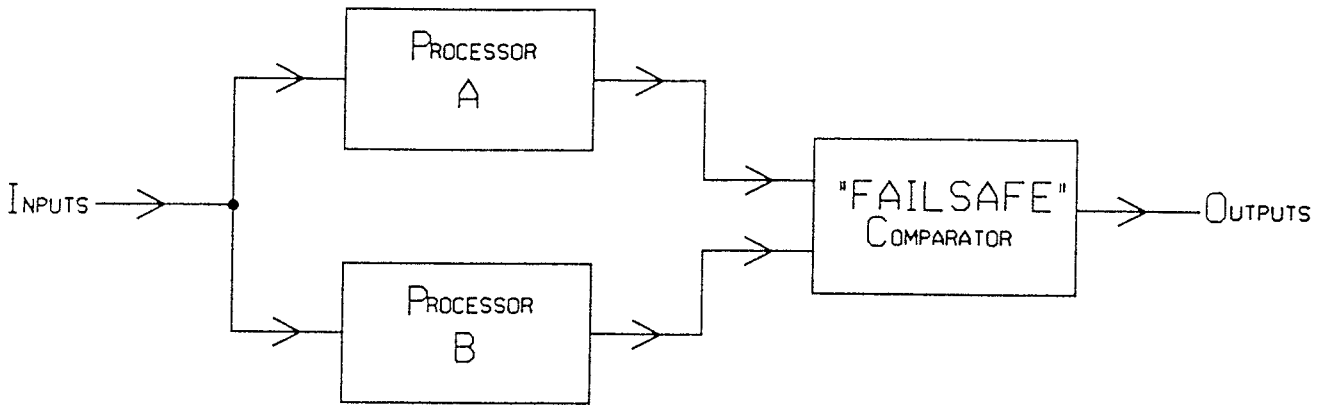 PROCESSOR
A
INPUTS
"FAILSAFE"
COMPARATOR
OUTPUTS
PROCESSOR
B